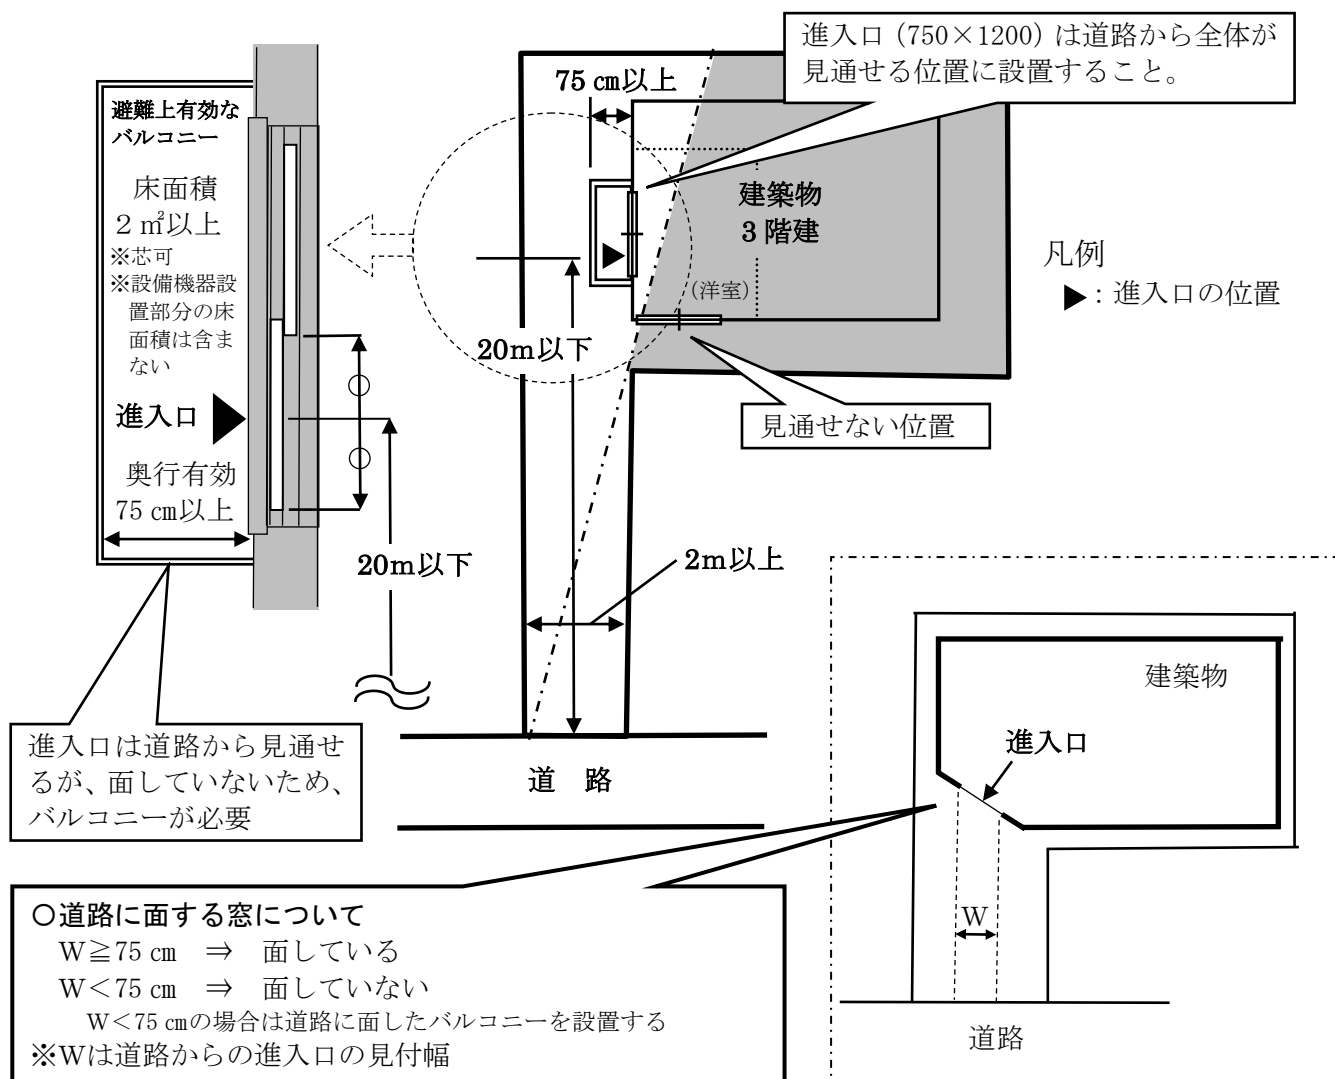 進入口（750×1200）は道路から全体が
見通せる位置に設置すること。
75 ㎝以上
避難上有効な
バルコニー
床面積
２㎡以上
※芯可
※設備機器設
置部分の床
面積は含ま
ない
進入口
奥行有効
75 ㎝以上
建築物
３階建
(洋室)
凡例
▶：進入口の位置
20m以下
見通せない位置
20m以下
2m以上
進入口は道路から見通せ
るが、面していないため、
バルコニーが必要
道 路
建築物
進入口
W
道路
○道路に面する窓について
W≧75 ㎝ ⇒ 面している
W＜75 ㎝ ⇒ 面していない
W＜75 ㎝の場合は道路に面したバルコニーを設置する
※Wは道路からの進入口の見付幅